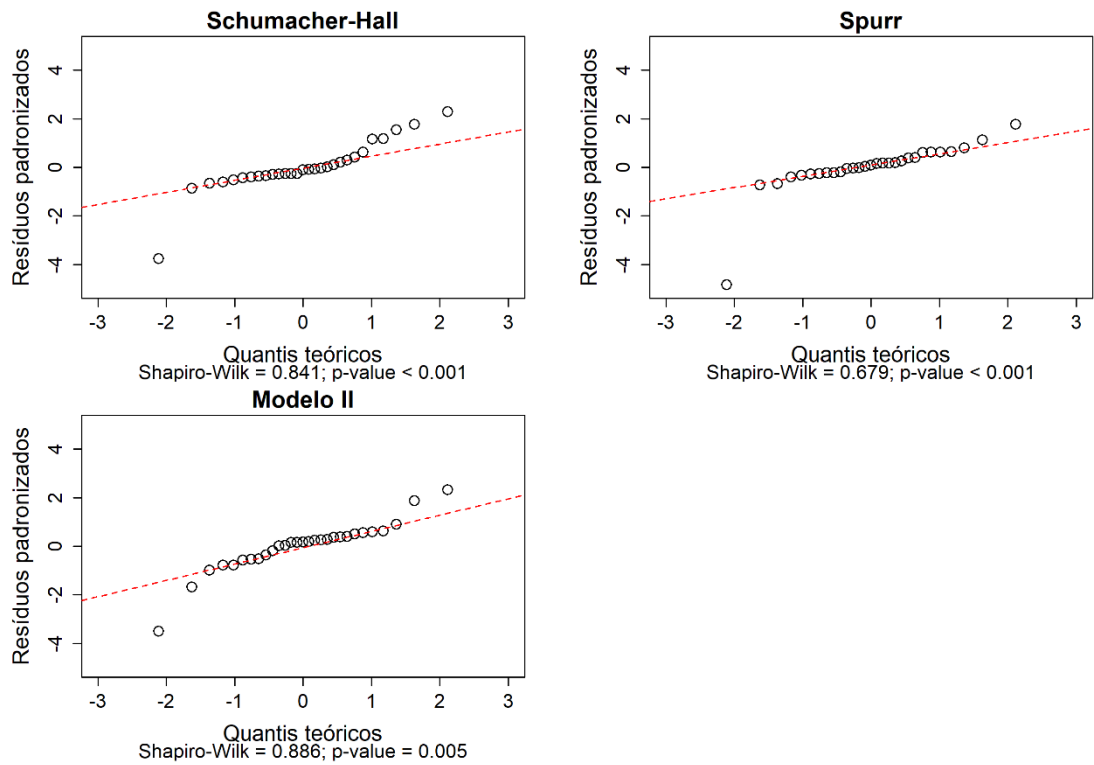 Schumacher-Hall
Resíduos padronizados
4
2
0
-2
-4
-3 -2 -1 0 1 2 3
Quantis teóricos
Shapiro-Wilk = 0.841; p-value < 0.001
Spurr
Resíduos padronizados
4
2
0
-2
-4
-3 -2 -1 0 1 2 3
Quantis teóricos
Shapiro-Wilk = 0.679; p-value < 0.001
Modelo II
Resíduos padronizados
4
2
0
-2
-4
-3 -2 -1 0 1 2 3
Quantis teóricos
Shapiro-Wilk = 0.886; p-value = 0.005